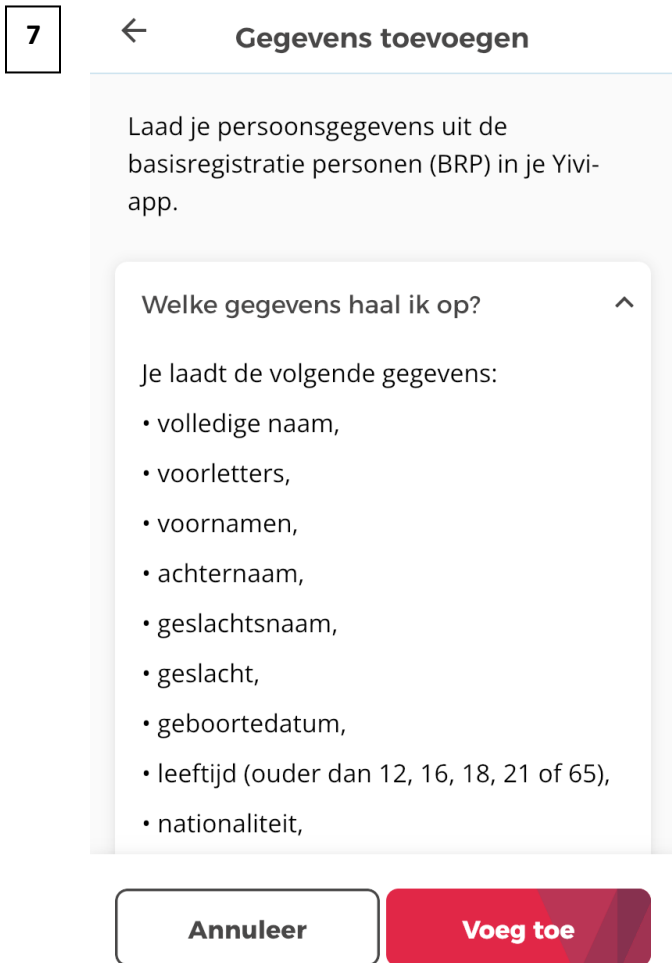 7
Gegevens toevoegen
Laad je persoonsgegevens uit de
basisregistratie personen (BRP) in je Yivi-
app.
Welke gegevens haal ik op?
Je laadt de volgende gegevens:
• volledige naam,
• voorletters,
• voornamen,
• achternaam,
• geslachtsnaam,
• geslacht,
• geboortedatum,
• leeftijd (ouder dan 12, 16, 18, 21 of 65),
• nationaliteit,
Annuleer
Voeg toe